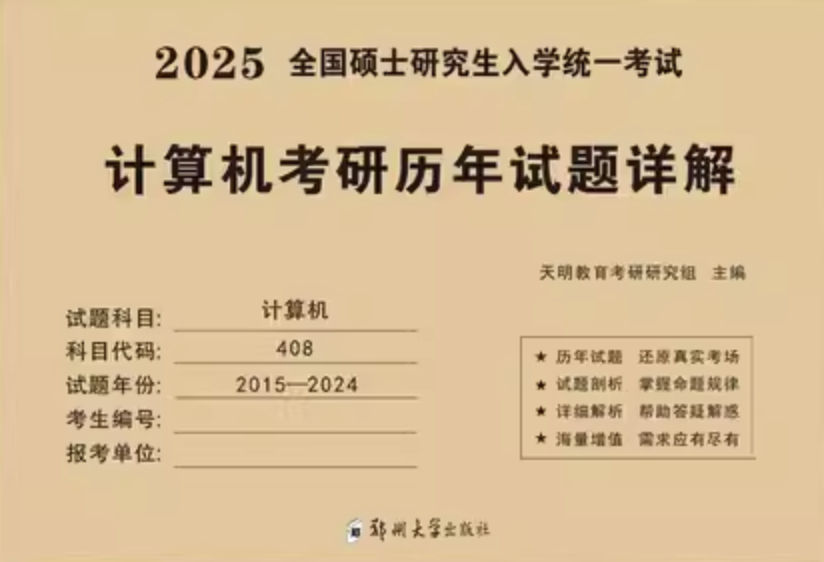 2025 全国硕士研究生入学统一考试
计算机考研历年试题详解
天明教育考研研究组 主编
试题科目: 计算机
科目代码: 408
试题年份: 2015—2024
考生编号:
报考单位:
★ 历年试题 还原真实考场
★ 试题剖析 掌握命题规律
★ 详细解析 帮助答疑解惑
★ 海量增值 需求应有尽有
郑州大学出版社